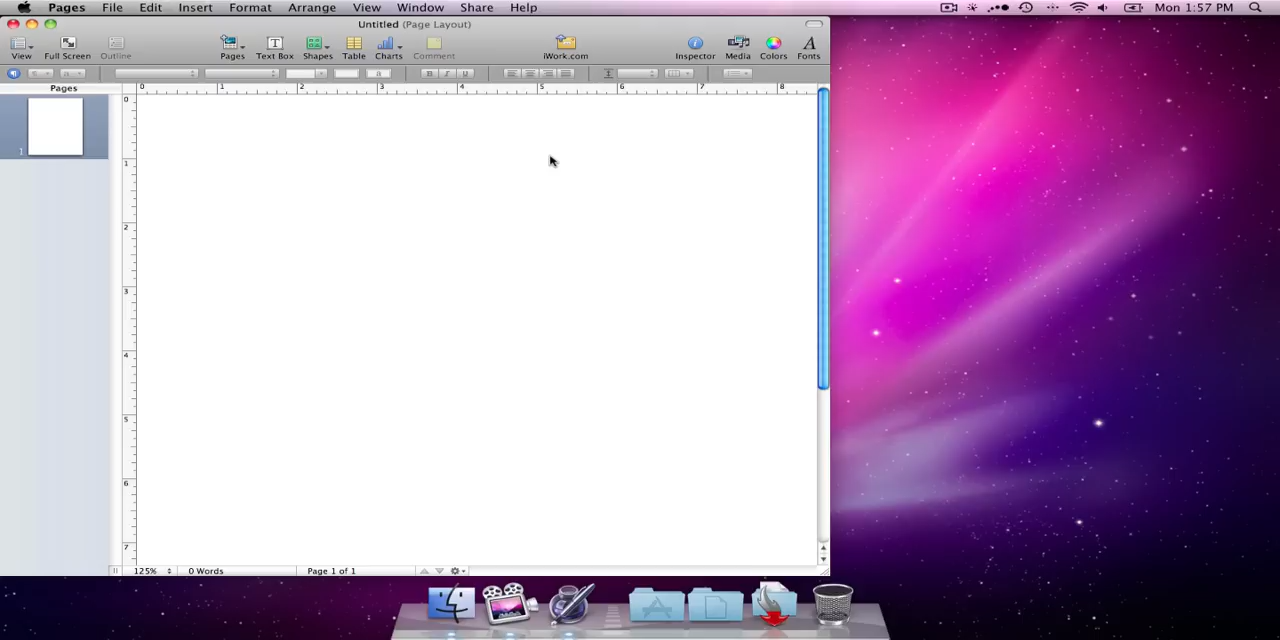 Pages File Edit Insert Format Arrange View Window Share Help Mon 1:57 PM
Untitled (Page Layout)
View Full Screen Outline Pages Text Box Shapes Table Charts Comment iWork.com Inspector Media Colors Fonts
a B I U a
Pages
0 1 2 3 4 5 6 7 8
0
1
1
2
3
4
5
6
7
125% 0 Words Page 1 of 1